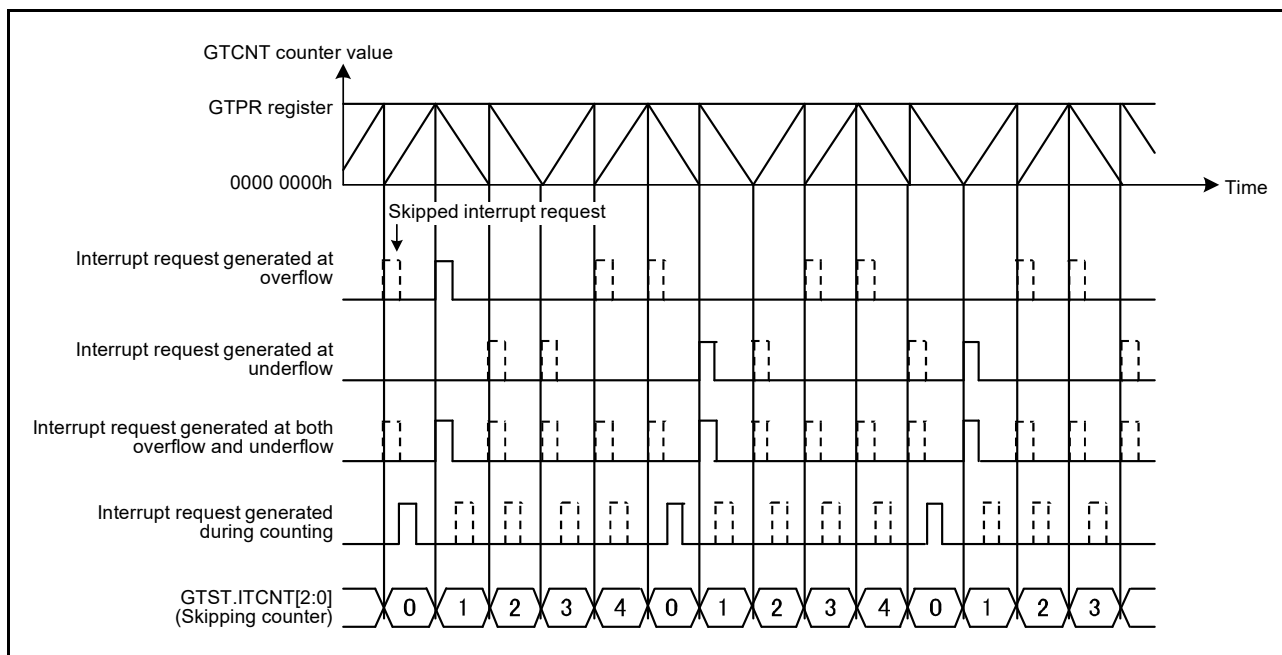 GTCNT counter value
GTPR register
0000 0000h
Time
Skipped interrupt request
Interrupt request generated at
overflow
Interrupt request generated at
underflow
Interrupt request generated at both
overflow and underflow
Interrupt request generated
during counting
GTST.ITCNT[2:0]
(Skipping counter)
0 1 2 3 4 0 1 2 3 4 0 1 2 3